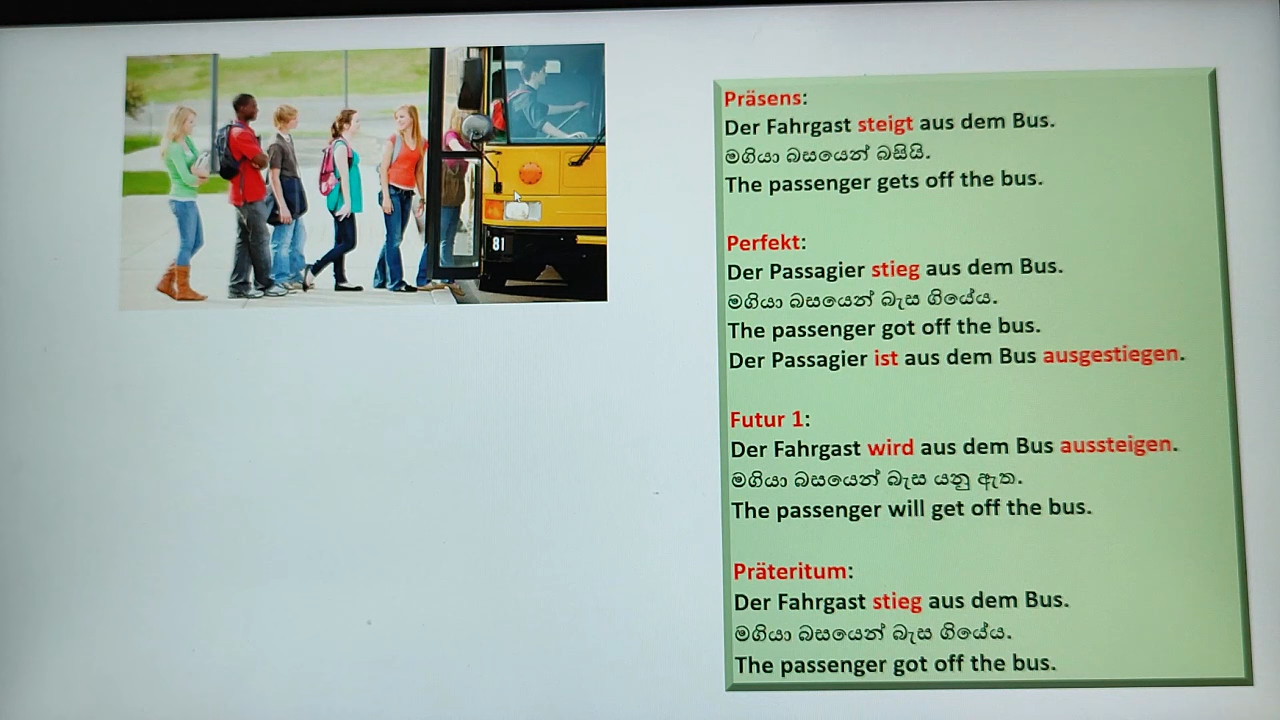 81
Präsens:
Der Fahrgast steigt aus dem Bus.
මගියා බසයෙන් බසියි.
The passenger gets off the bus.
Perfekt:
Der Passagier stieg aus dem Bus.
මගියා බසයෙන් බැස ගියේය.
The passenger got off the bus.
Der Passagier ist aus dem Bus ausgestiegen.
Futur 1:
Der Fahrgast wird aus dem Bus aussteigen.
මගියා බසයෙන් බැස යනු ඇත.
The passenger will get off the bus.
Präteritum:
Der Fahrgast stieg aus dem Bus.
මගියා බසයෙන් බැස ගියේය.
The passenger got off the bus.